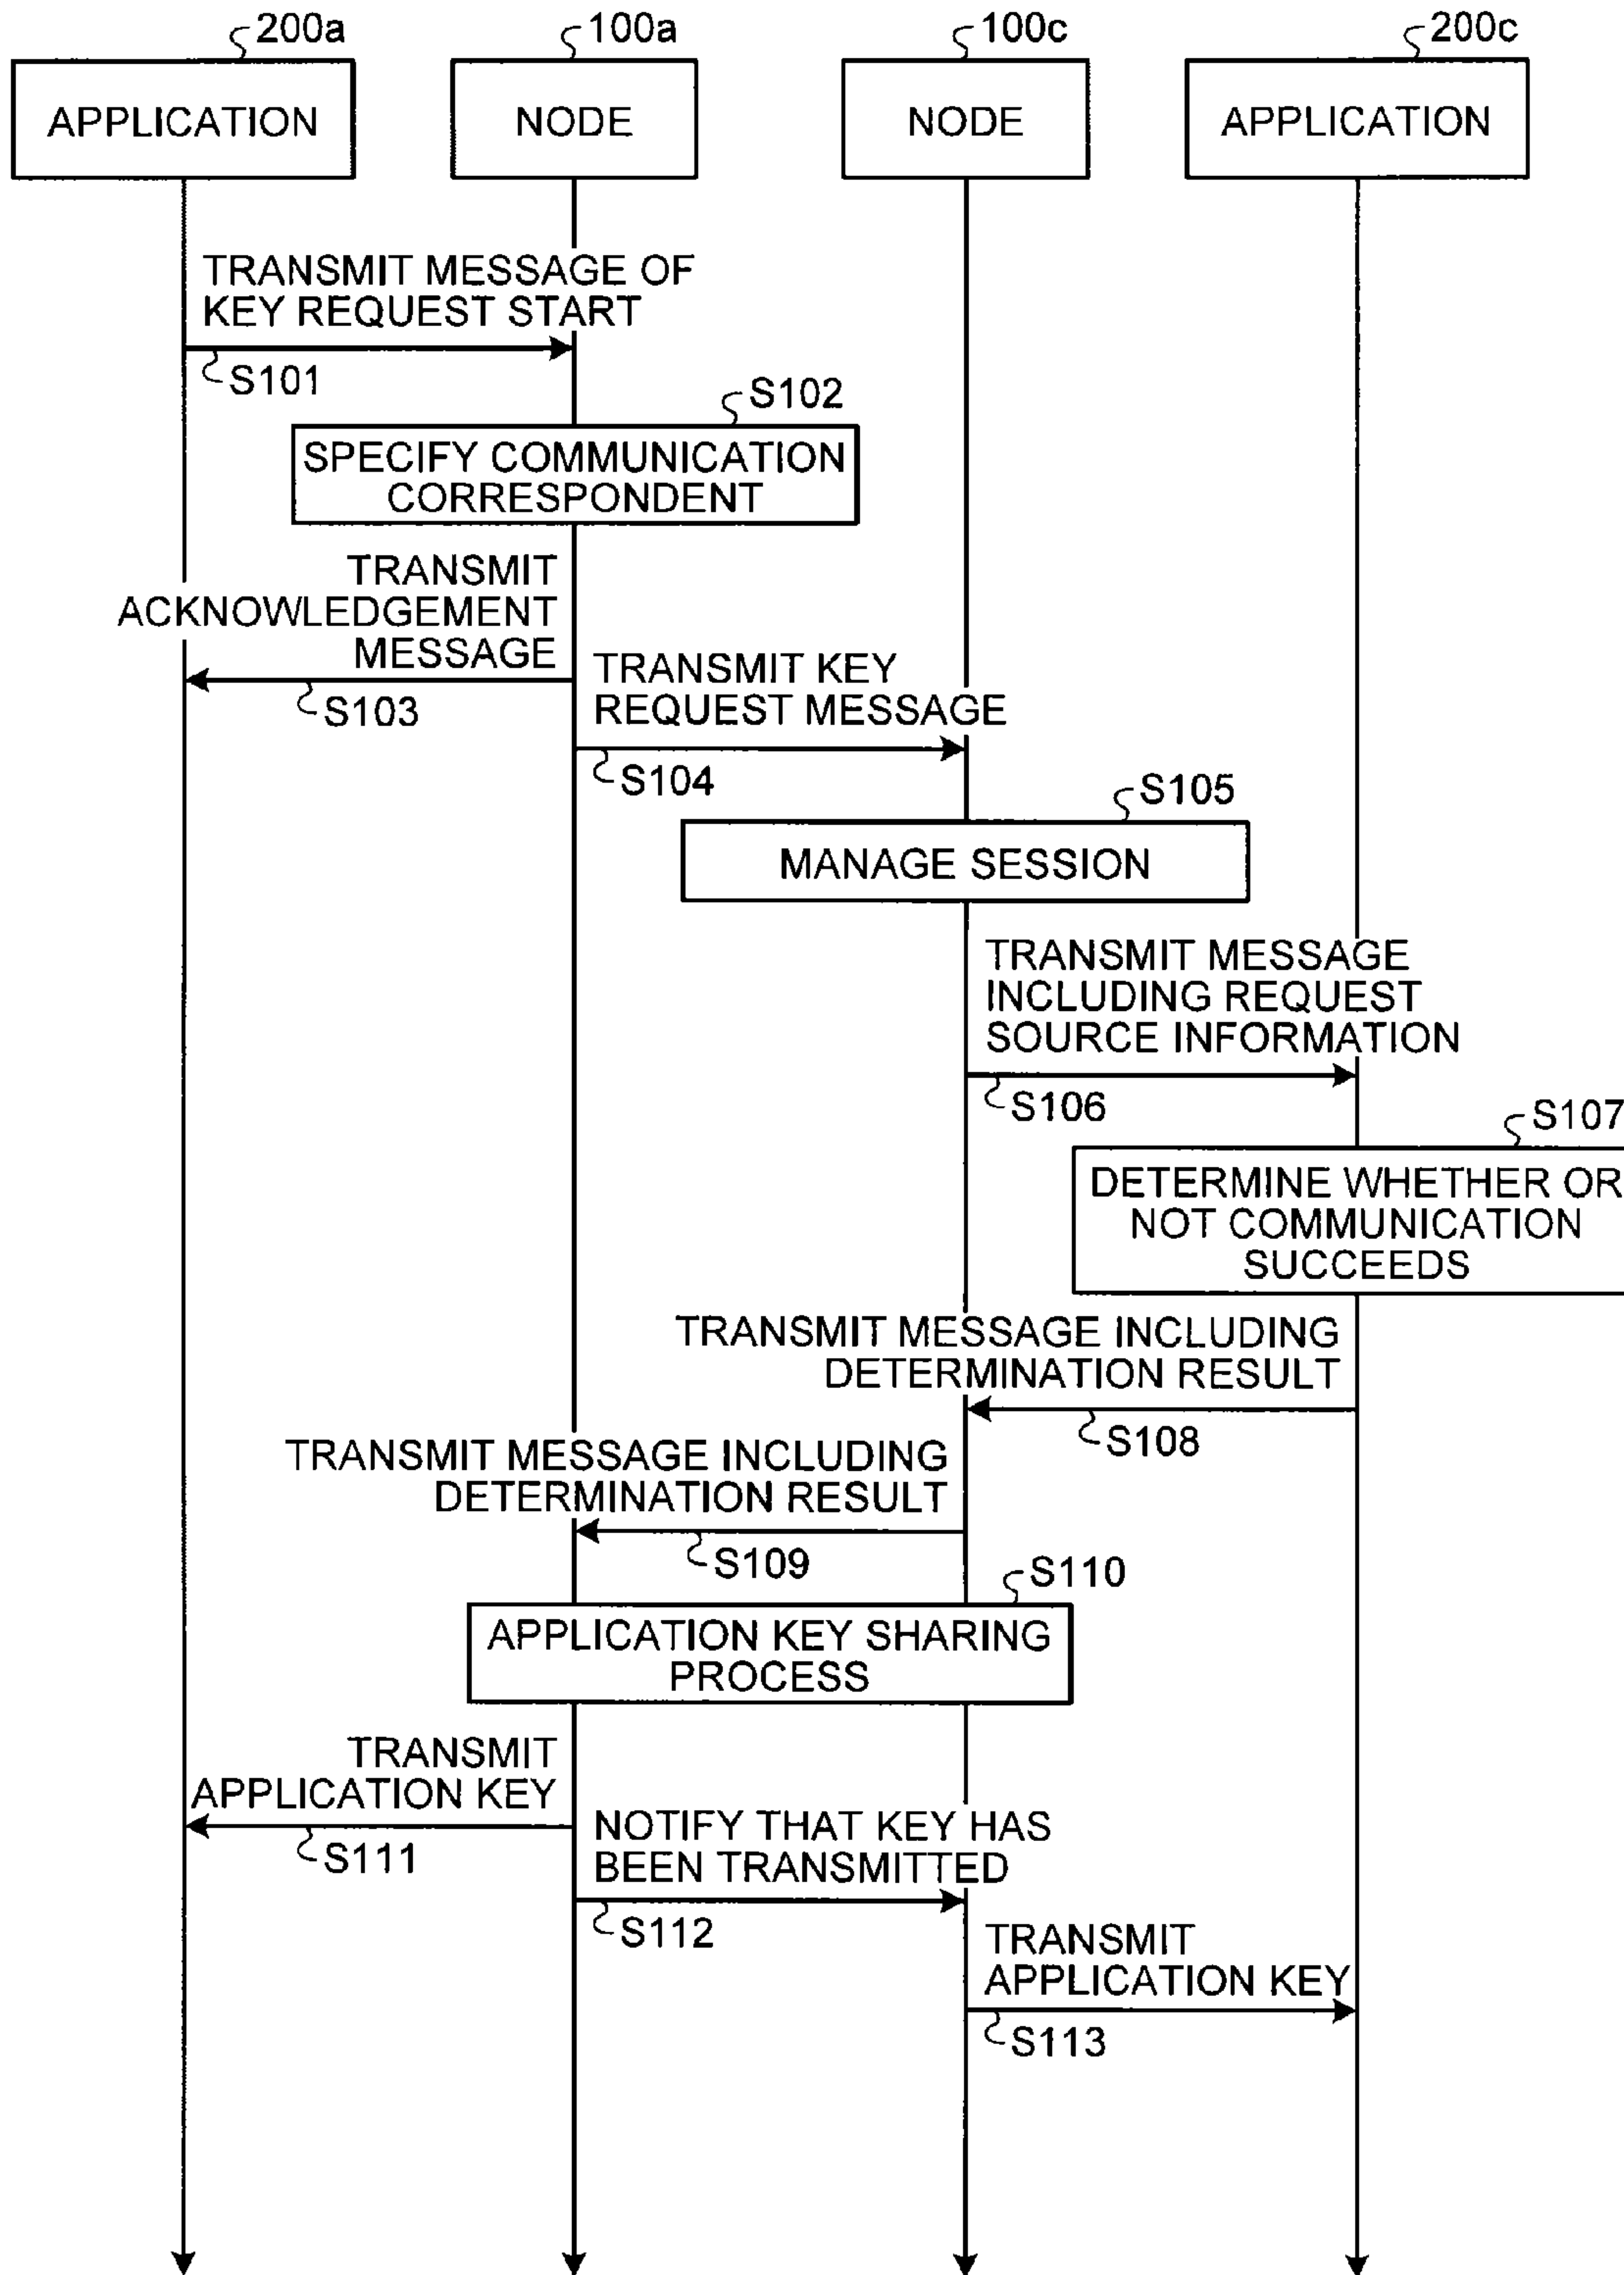 200a
100a
100c
200c
APPLICATION
NODE
NODE
APPLICATION
TRANSMIT MESSAGE OF
KEY REQUEST START
S101
S102
SPECIFY COMMUNICATION
CORRESPONDENT
TRANSMIT
ACKNOWLEDGEMENT
MESSAGE
S103
TRANSMIT KEY
REQUEST MESSAGE
S104
S105
MANAGE SESSION
TRANSMIT MESSAGE
INCLUDING REQUEST
SOURCE INFORMATION
S106
S107
DETERMINE WHETHER OR
NOT COMMUNICATION
SUCCEEDS
TRANSMIT MESSAGE INCLUDING
DETERMINATION RESULT
S108
TRANSMIT MESSAGE INCLUDING
DETERMINATION RESULT
S109
S110
APPLICATION KEY SHARING
PROCESS
TRANSMIT
APPLICATION KEY
S111
NOTIFY THAT KEY HAS
BEEN TRANSMITTED
S112
TRANSMIT
APPLICATION KEY
S113